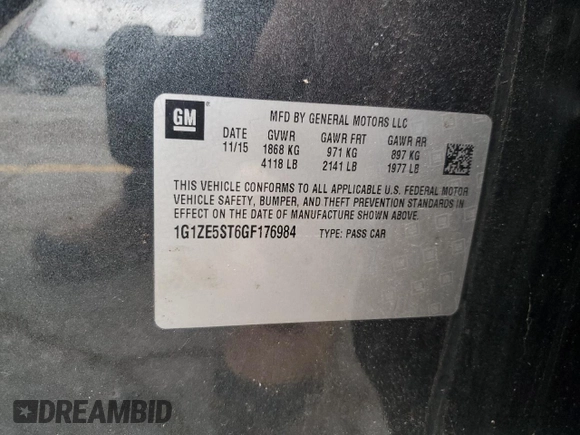 GM
MFD BY GENERAL MOTORS LLC
DATE GVWR GAWR FRT GAWR RR
11/15 1868 KG 971 KG 897 KG
4118 LB 2141 LB 1977 LB
THIS VEHICLE CONFORMS TO ALL APPLICABLE U.S. FEDERAL MOTOR
VEHICLE SAFETY, BUMPER, AND THEFT PREVENTION STANDARDS
IN EFFECT ON THE DATE OF MANUFACTURE SHOWN ABOVE.
1G1ZE5ST6GF176984 TYPE: PASS CAR
DREAMBID